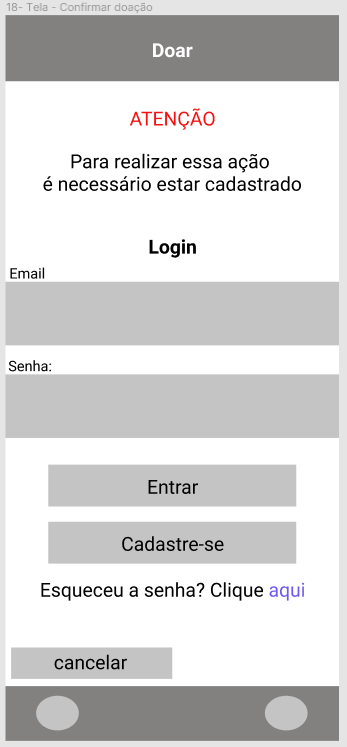 18- Tela - Confirmar doação
Doar
ATENÇÃO
Para realizar essa ação
é necessário estar cadastrado
Login
Email
Senha:
Entrar
Cadastre-se
Esqueceu a senha? Clique aqui
cancelar